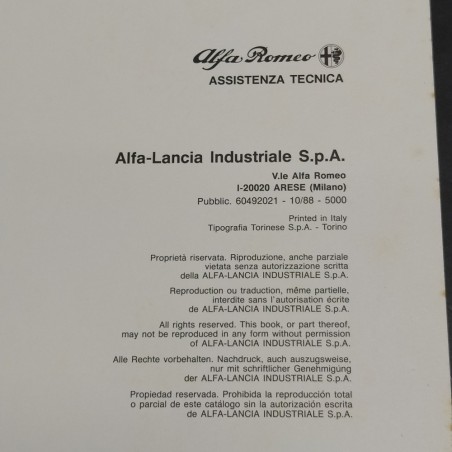 Alfa Romeo
ASSISTENZA TECNICA
Alfa-Lancia Industriale S.p.A.
V.le Alfa Romeo
I-20020 ARESE (Milano)
Pubblic. 60492021 - 10/88 - 5000
Printed in Italy
Tipografia Torinese S.p.A. - Torino
Proprietà riservata. Riproduzione, anche parziale
vietata senza autorizzazione scritta
della ALFA-LANCIA INDUSTRIALE S.p.A.
Reproduction ou traduction, même partielle,
interdite sans l'autorisation écrite
de ALFA-LANCIA INDUSTRIALE S.p.A.
All rights reserved. This book, or part thereof,
may not be reproduced in any form without permission
of ALFA-LANCIA INDUSTRIALE S.p.A.
Alle Rechte vorbehalten. Nachdruck, auch auszugsweise,
nur mit schriftlicher Genehmigung
der ALFA-LANCIA INDUSTRIALE S.p.A.
Propiedad reservada. Prohibida la reproducción total
o parcial de este catálogo sin la autorización escrita
de ALFA-LANCIA INDUSTRIALE S.p.A.